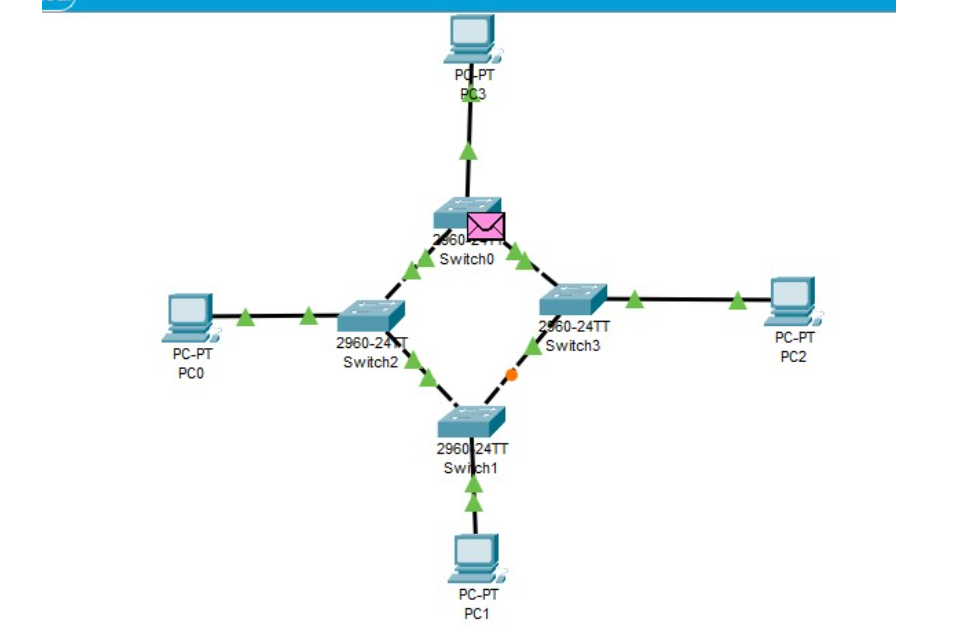 PC-PT
PC3
2960-24TT
Switch0
2960-24TT
Switch2
2960-24TT
Switch3
PC-PT
PC0
PC-PT
PC2
2960-24TT
Switch1
PC-PT
PC1